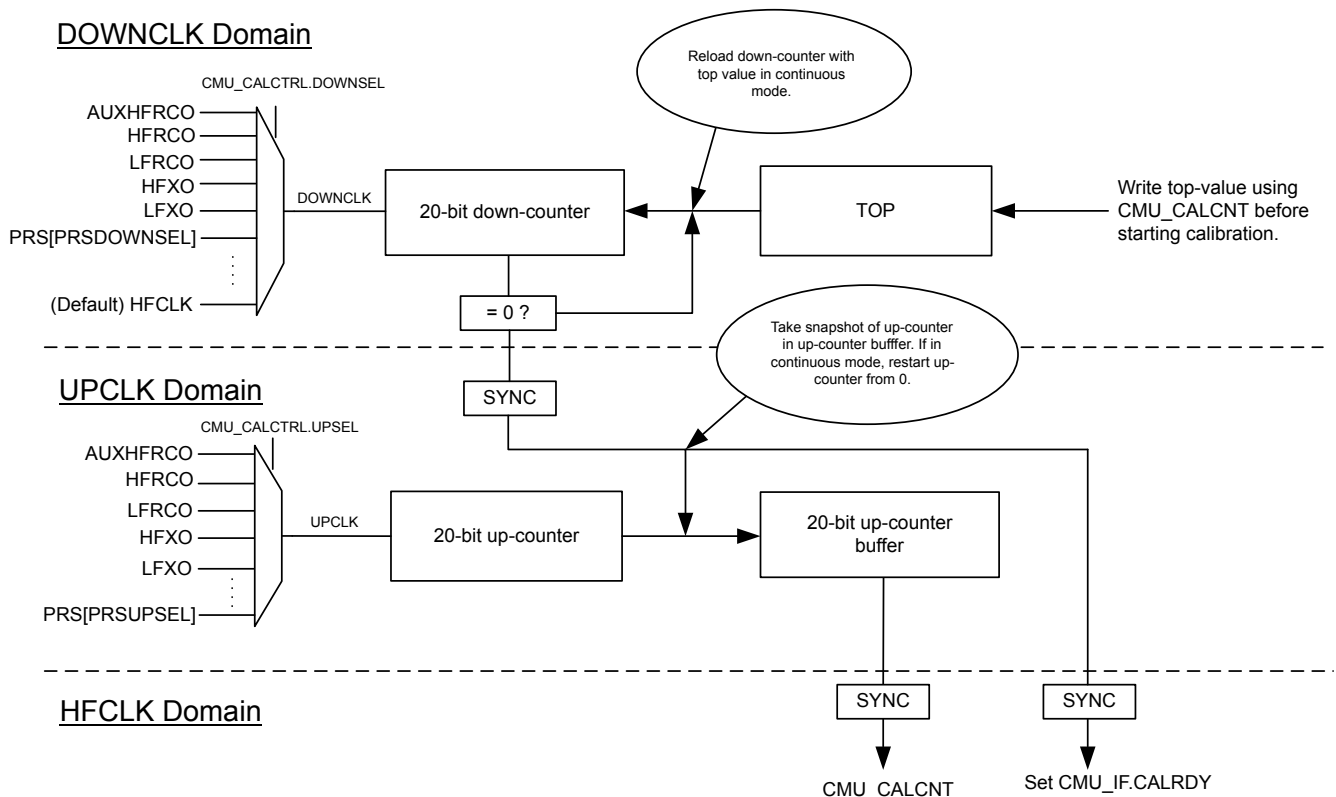 DOWNCLK Domain
CMU_CALCTRL.DOWNSEL
AUXHFRCO
HFRCO
LFRCO
HFXO
LFXO
PRS[PRSDOWNSEL]
(Default) HFCLK
DOWNCLK
20-bit down-counter
Reload down-counter with
top value in continuous
mode.
TOP
Write top-value using
CMU_CALCNT before
starting calibration.
= 0 ?
Take snapshot of up-counter
in up-counter bufffer. If in
continuous mode, restart up-
counter from 0.
UPCLK Domain
SYNC
CMU_CALCTRL.UPSEL
AUXHFRCO
HFRCO
LFRCO
HFXO
LFXO
PRS[PRSUPSEL]
UPCLK
20-bit up-counter
20-bit up-counter
buffer
HFCLK Domain
SYNC
SYNC
CMU_CALCNT
Set CMU_IF.CALRDY